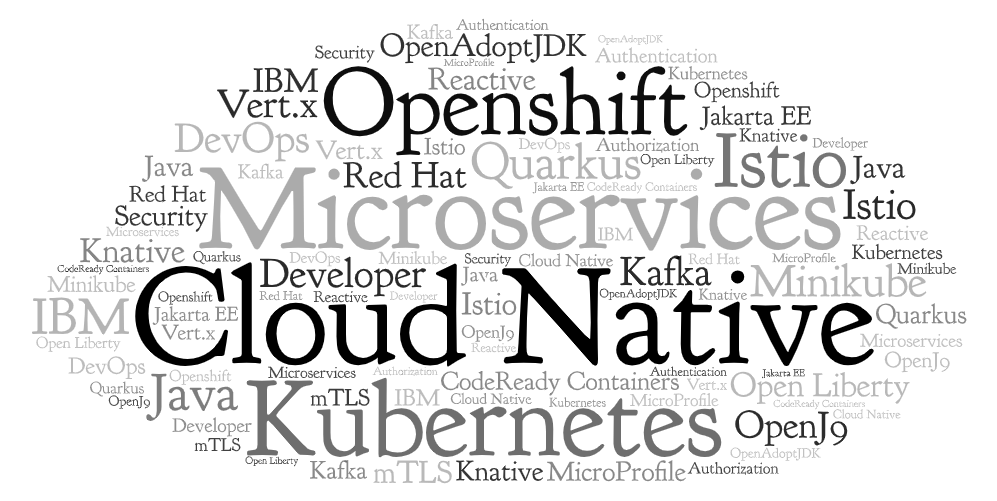 Kafka Authentication
Security OpenAdoptJDK OpenAdoptJDK
MicroProfile Authentication
IBM Reactive Kubernetes
Vert.x Openshift Openshift
Jakarta EE
DevOps Vert.x Istio DevOps Authorization Knative Developer
Java Kafka Red Hat Quarkus Open Liberty Istio Java
Red Hat Jakarta EE CodeReady Containers
Security Microservices Istio
Microservices IBM Reactive
Knative Quarkus DevOps Minikube Security Cloud Native Red Hat MicroProfile Kubernetes
CodeReady Containers Developer Java Kafka Minikube Minikube
Minikube Openshift Red Hat Reactive Developer Istio OpenAdoptJDK Knative
IBM Jakarta EE Cloud Native Quarkus
Open Liberty Vert.x OpenJ9 Microservices
Reactive OpenJ9
DevOps Openshift Microservices Authorization Authentication Jakarta EE
Quarkus Java mTLS IBM CodeReady Containers Vert.x Open Liberty
OpenJ9 Cloud Native Kubernetes MicroProfile CodeReady Containers
Developer Kubernetes OpenJ9 Cloud Native
mTLS
Open Liberty OpenAdoptJDK
Kafka mTLS Knative MicroProfile Authorization